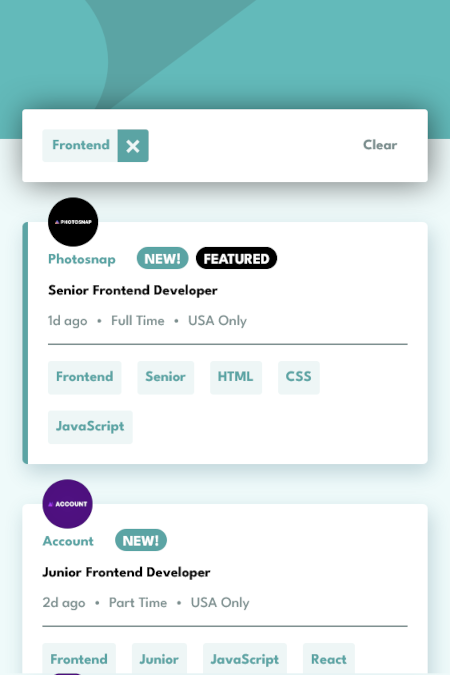 Frontend
Clear
PHOTOSNAP
Photosnap NEW! FEATURED
Senior Frontend Developer
1d ago • Full Time • USA Only
Frontend Senior HTML CSS
JavaScript
ACCOUNT
Account NEW!
Junior Frontend Developer
2d ago • Part Time • USA Only
Frontend Junior JavaScript React